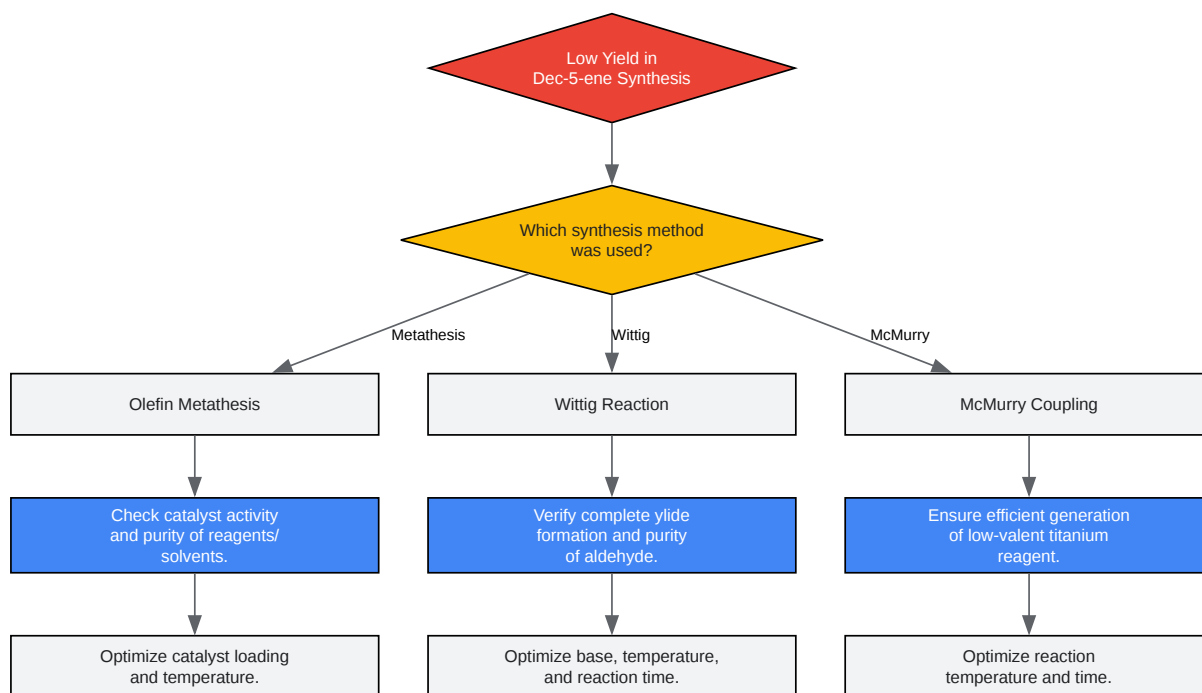 Low Yield in
Dec-5-ene Synthesis
Which synthesis method
was used?
Metathesis
Wittig
McMurry
Olefin Metathesis
Wittig Reaction
McMurry Coupling
Check catalyst activity
and purity of reagents/
solvents.
Verify complete ylide
formation and purity
of aldehyde.
Ensure efficient generation
of low-valent titanium
reagent.
Optimize catalyst loading
and temperature.
Optimize base, temperature,
and reaction time.
Optimize reaction
temperature and time.